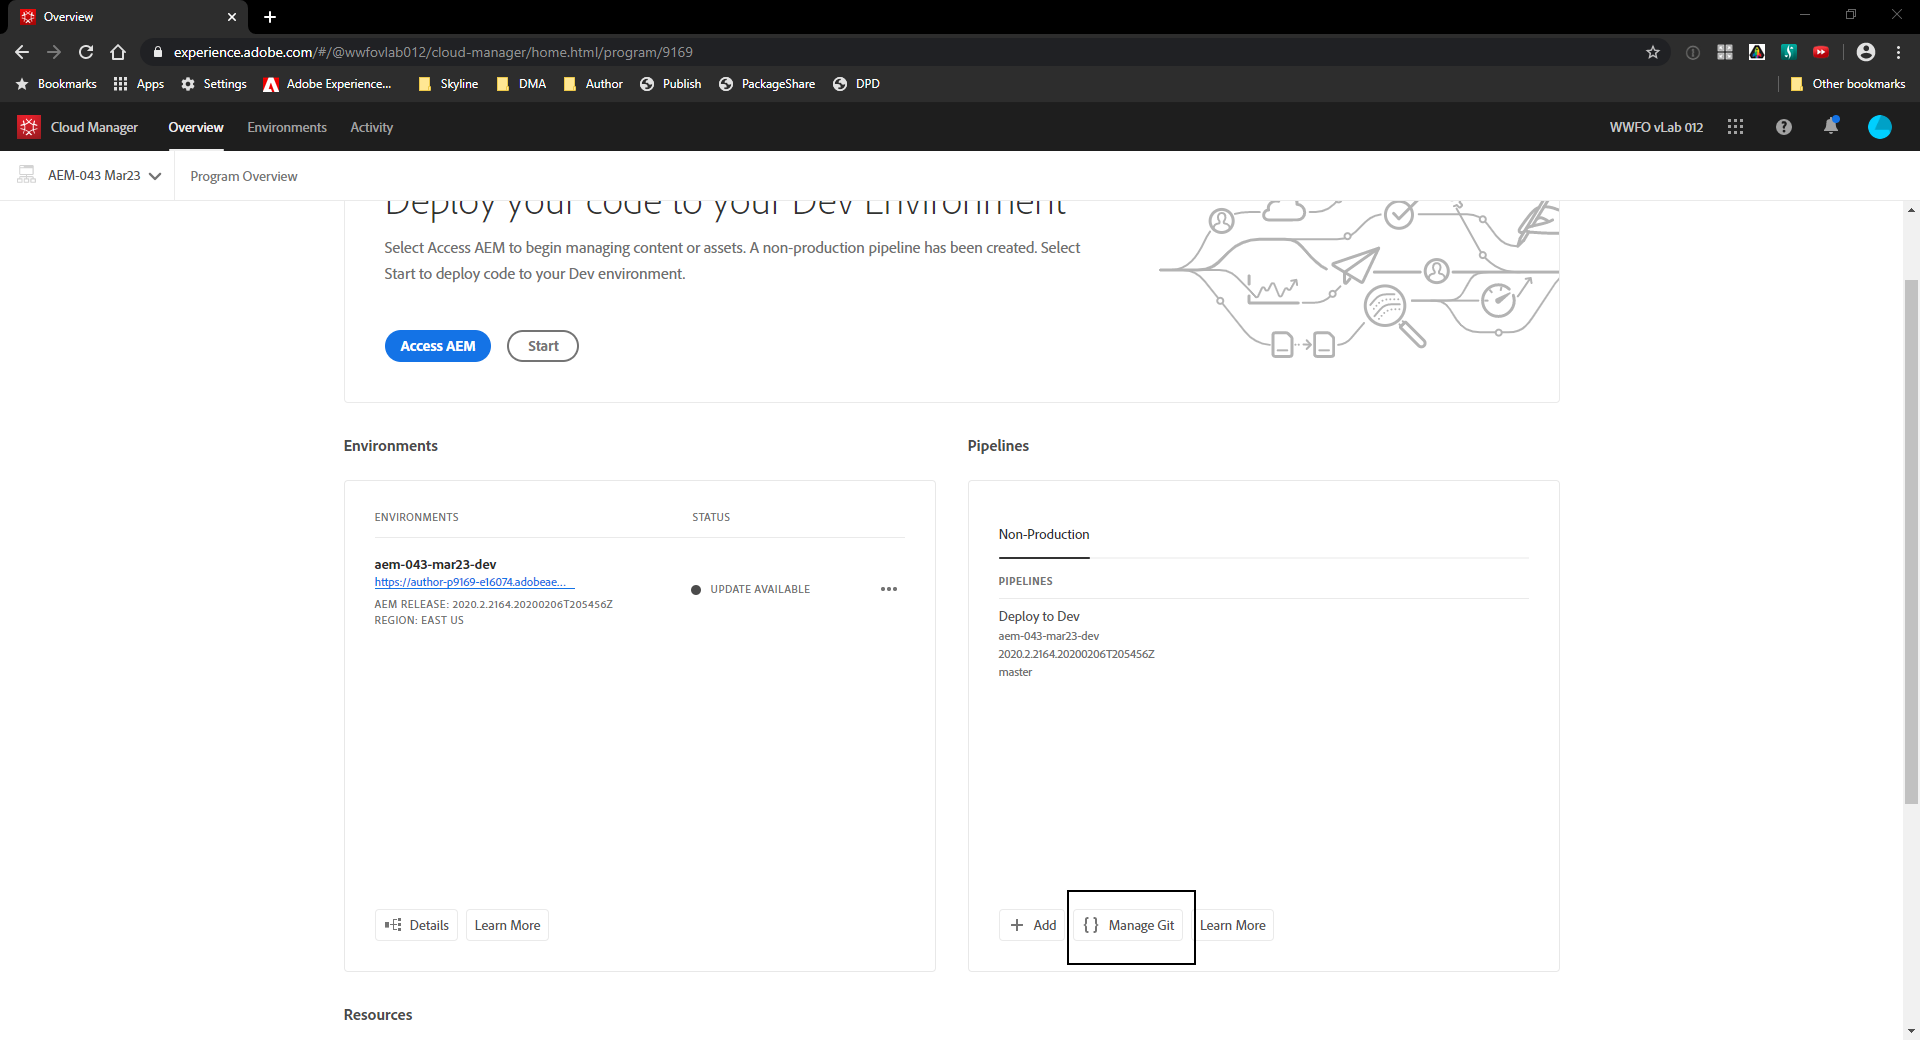 Overview
experience.adobe.com/#/@wwfovlab012/cloud-manager/home.html/program/9169
Bookmarks Apps Settings Adobe Experience... Skyline DMA Author Publish PackageShare DPD Other bookmarks
Cloud Manager Overview Environments Activity WWFO vLab 012
AEM-043 Mar23 Program Overview
Deploy your code to your Dev Environment
Select Access AEM to begin managing content or assets. A non-production pipeline has been created. Select
Start to deploy code to your Dev environment.
Access AEM Start
Environments
ENVIRONMENTS STATUS
aem-043-mar23-dev
https://author-p9169-e16074.adobeae...
AEM RELEASE: 2020.2.2164.20200206T205456Z
REGION: EAST US
UPDATE AVAILABLE
Details Learn More
Pipelines
Non-Production
PIPELINES
Deploy to Dev
aem-043-mar23-dev
2020.2.2164.20200206T205456Z
master
Add Manage Git Learn More
Resources